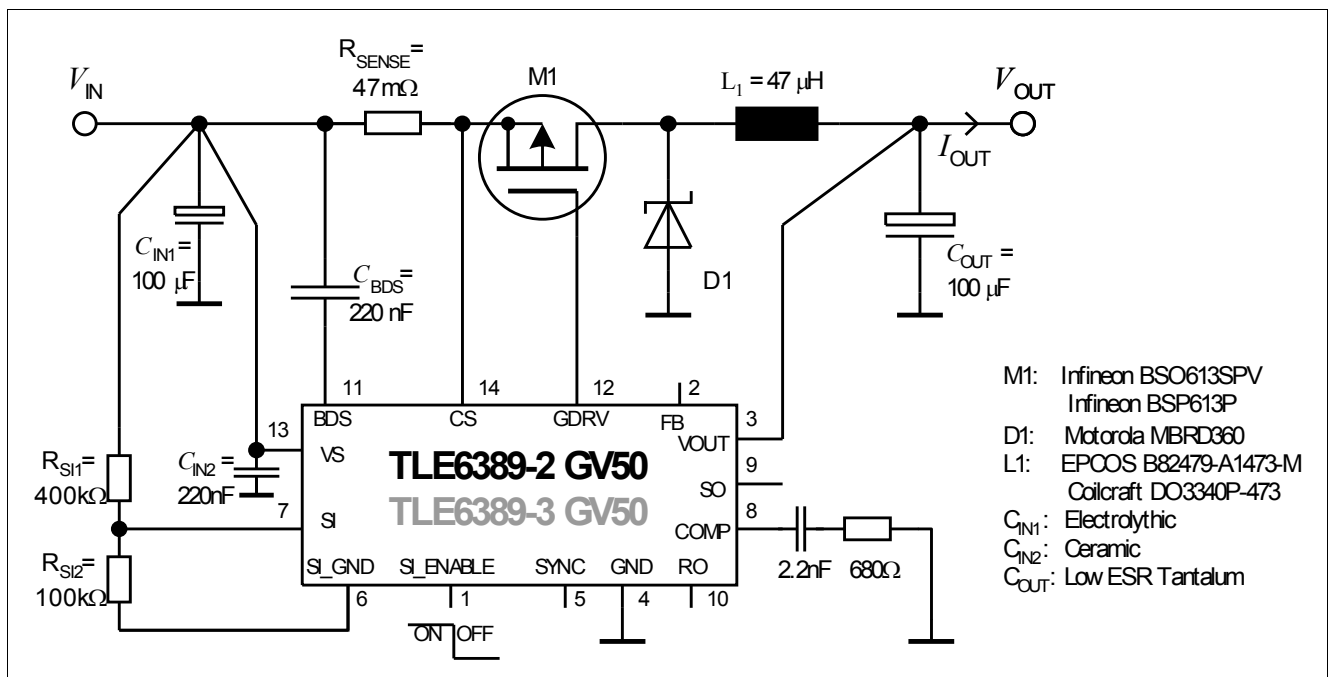 R_SENSE=
47mΩ
M1
L1 = 47 µH
V_IN
V_OUT
I_OUT
C_IN1=
100 µF
C_BDS=
220 nF
D1
C_OUT=
100 µF
11
14
12
2
BDS
CS
GDRV
FB
13
VS
3
VOUT
R_SI1=
400kΩ
C_IN2=
220nF
TLE6389-2 GV50
TLE6389-3 GV50
9
SO
7
SI
8
COMP
2.2nF
680Ω
R_SI2=
100kΩ
SI_GND
SI_ENABLE
SYNC
GND
RO
6
1
5
4
10
ON
OFF
M1: Infineon BSO613SPV
Infineon BSP613P
D1: Motorola MBRD360
L1: EPCOS B82479-A1473-M
Coilcraft DO3340P-473
C_IN1: Electrolythic
C_IN2: Ceramic
C_OUT: Low ESR Tantalum